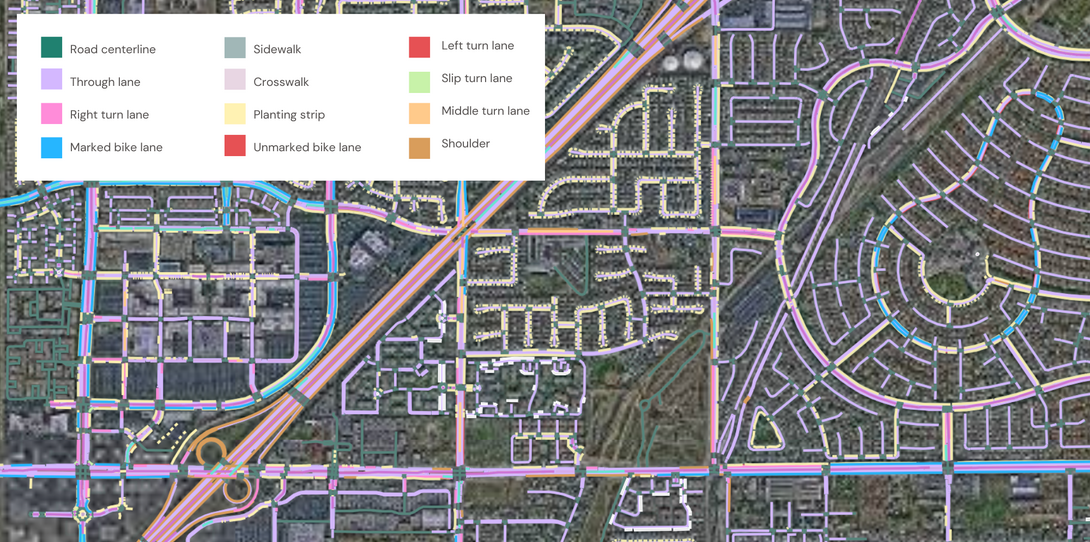 Road centerline
Through lane
Right turn lane
Marked bike lane
Sidewalk
Crosswalk
Planting strip
Unmarked bike lane
Left turn lane
Slip turn lane
Middle turn lane
Shoulder